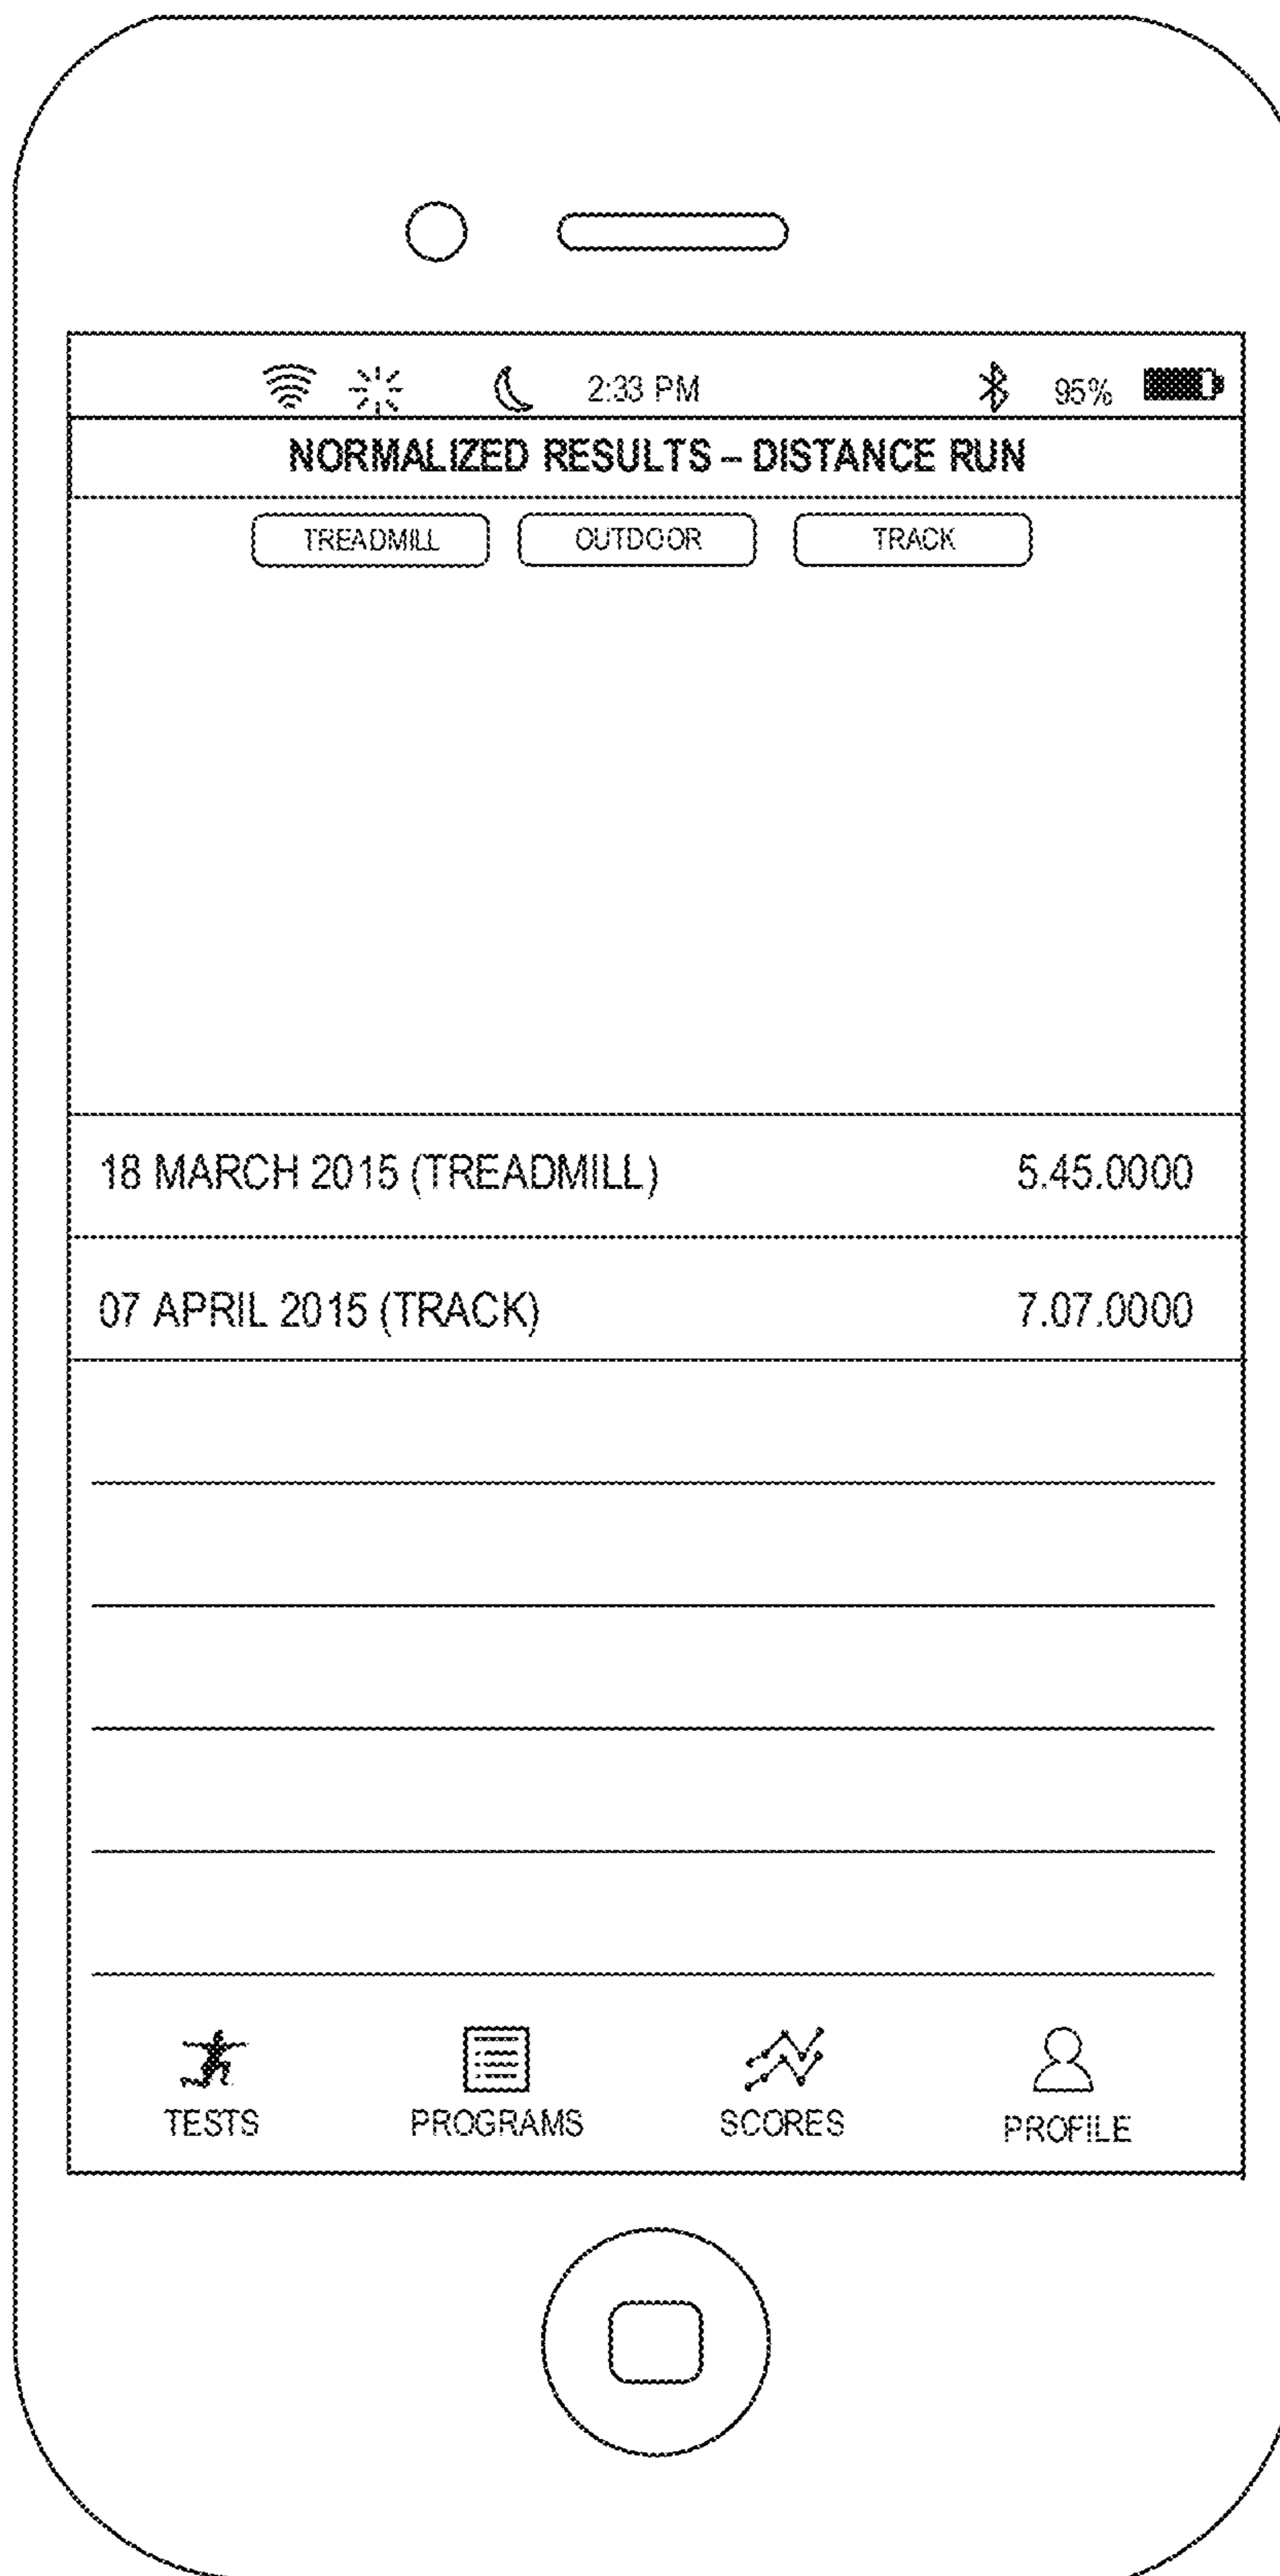 2:33 PM 95%
NORMALIZED RESULTS – DISTANCE RUN
TREADMILL OUTDOOR TRACK
18 MARCH 2015 (TREADMILL) 5.45.0000
07 APRIL 2015 (TRACK) 7.07.0000
TESTS PROGRAMS SCORES PROFILE